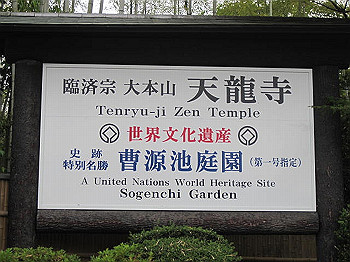 臨済宗 大本山 天龍寺
Tenryu-ji Zen Temple
世界文化遺産
史跡
特別名勝 曹源池庭園 (第一号指定)
A United Nations World Heritage Site
Sogenchi Garden